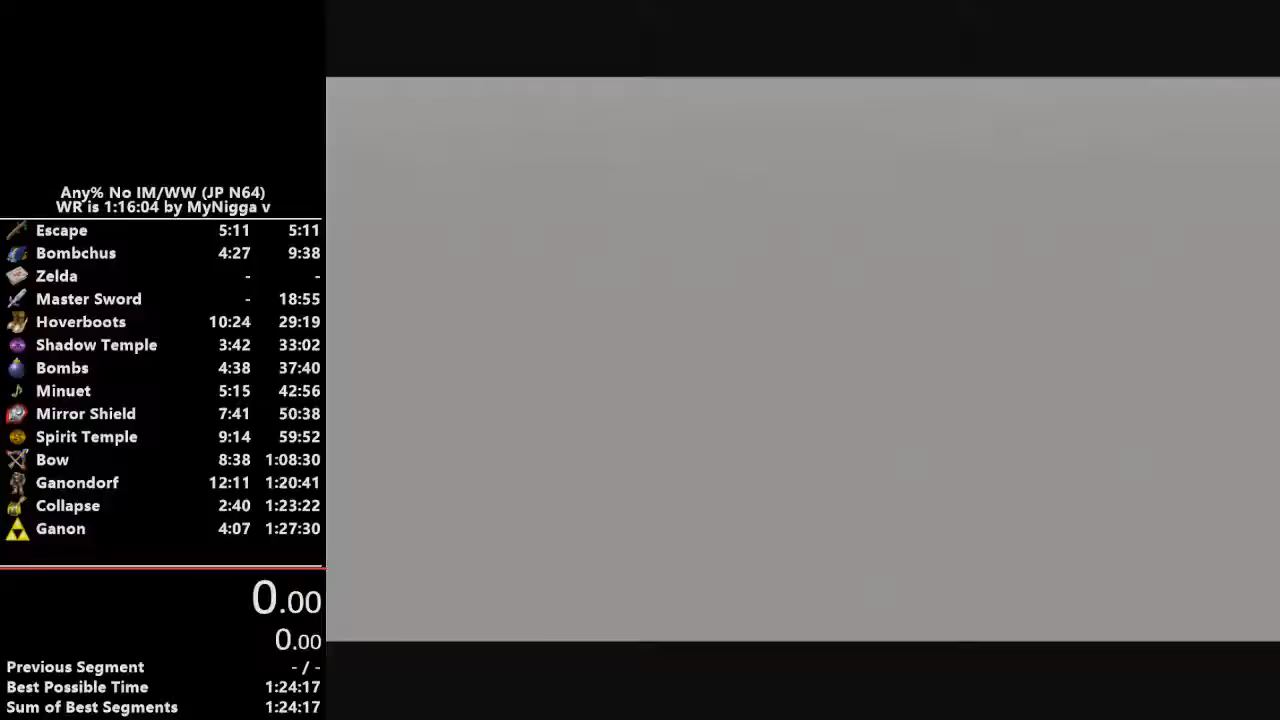 Any% No IM/WW (JP N64)
WR is 1:16:04 by MyNigga v
Escape 5:11 5:11
Bombchus 4:27 9:38
Zelda - -
Master Sword - 18:55
Hoverboots 10:24 29:19
Shadow Temple 3:42 33:02
Bombs 4:38 37:40
Minuet 5:15 42:56
Mirror Shield 7:41 50:38
Spirit Temple 9:14 59:52
Bow 8:38 1:08:30
Ganondorf 12:11 1:20:41
Collapse 2:40 1:23:22
Ganon 4:07 1:27:30
0.00
0.00
Previous Segment - / -
Best Possible Time 1:24:17
Sum of Best Segments 1:24:17